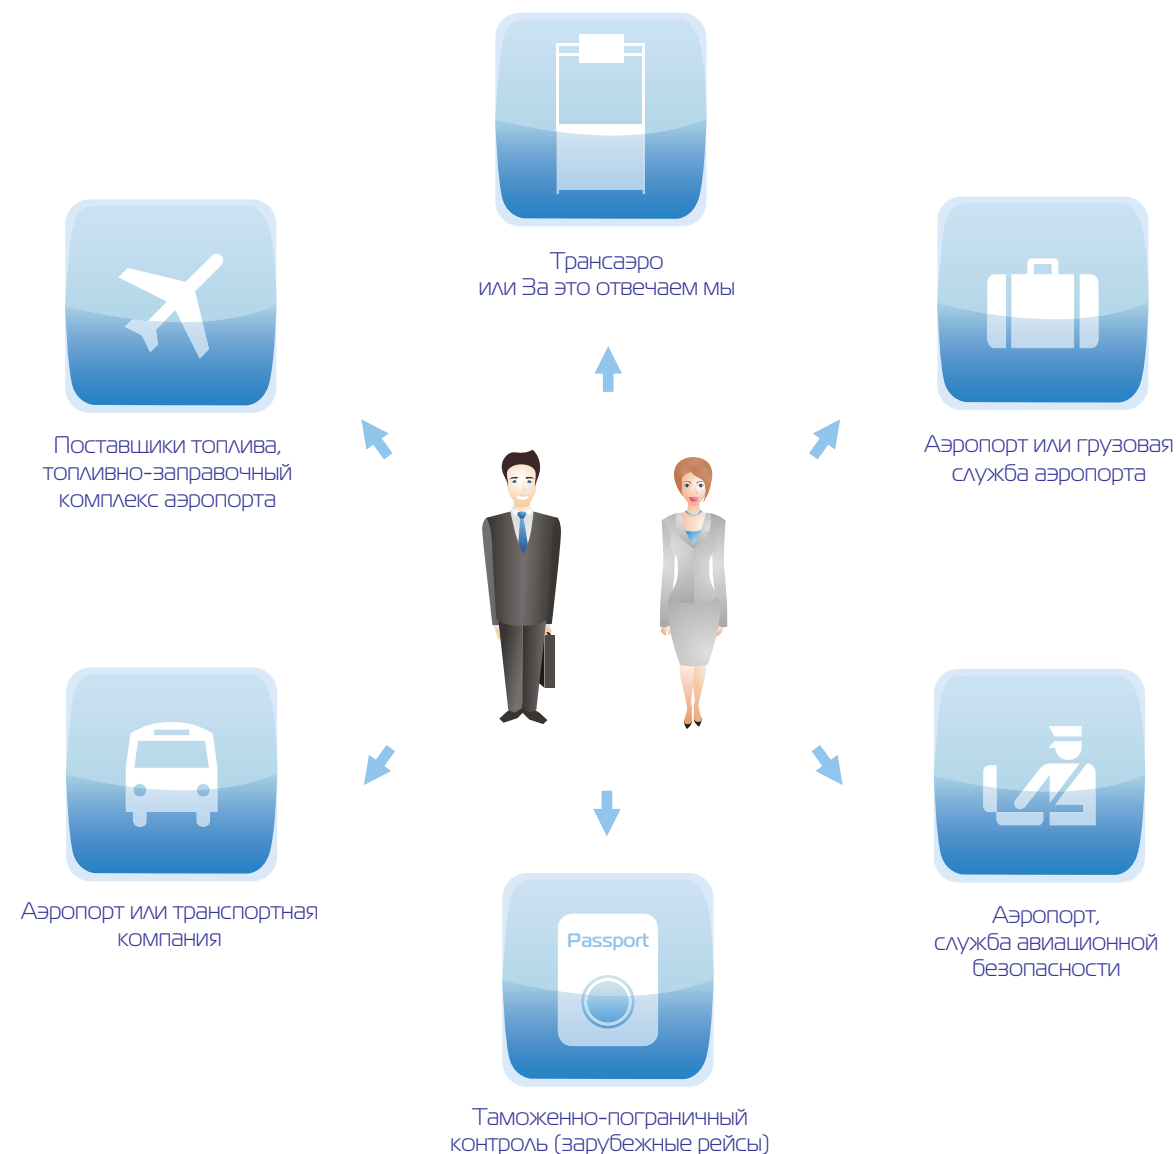 Трансаэро
или За это отвечаем мы
Поставщики топлива,
топливно-заправочный
комплекс аэропорта
Аэропорт или грузовая
служба аэропорта
Аэропорт или транспортная
компания
Passport
Аэропорт,
служба авиационной
безопасности
Таможенно-пограничный
контроль (зарубежные рейсы)